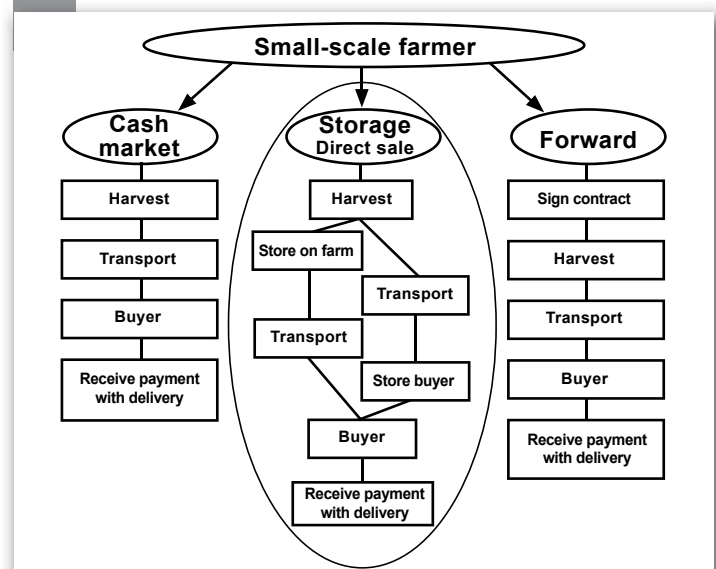 Small-scale farmer
Cash
market
Harvest
Transport
Buyer
Receive payment
with delivery
Storage
Direct sale
Harvest
Store on farm
Transport
Transport
Store buyer
Buyer
Receive payment
with delivery
Forward
Sign contract
Harvest
Transport
Buyer
Receive payment
with delivery